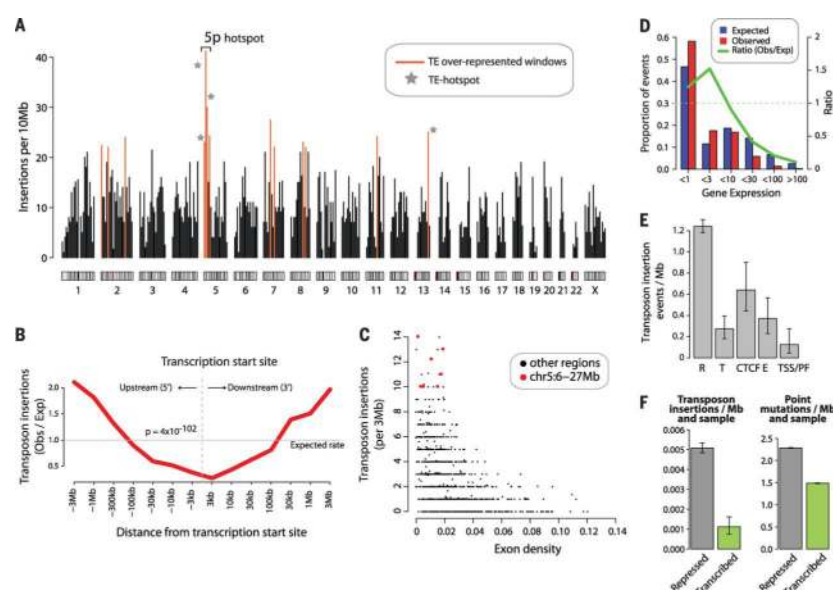 A
5p hotspot
TE over-represented windows
TE-hotspot
Insertions per 10Mb
40
30
20
10
0
1 2 3 4 5 6 7 8 9 10 11 12 13 14 15 16 17 18 19 20 21 22 X
B
Transcription start site
Upstream (5')
Downstream (3')
p = 4x10-102
Expected rate
Transposon insertions
(Obs / Exp)
2.0
1.5
1.0
0.5
−3Mb −1Mb −300kb −100kb −30kb −10kb −3kb 3kb 10kb 30kb 100kb 30kb 1Mb 3Mb
Distance from transcription start site
C
other regions
chr5:6−27Mb
Transposon insertions
(per 3Mb)
14
12
10
8
6
4
2
0
0.00 0.02 0.04 0.06 0.08 0.10 0.12 0.14
Exon density
D
Expected
Observed
Ratio (Obs/Exp)
Proportion of events
0.6
0.5
0.4
0.3
0.2
0.1
0.0
2
1.5
1
0.5
0
Ratio
<1 <3 <10 <30 <100 >100
Gene Expression
E
Transposon insertion
events / Mb
1.2
1.0
0.8
0.6
0.4
0.2
0
R T CTCF E TSS/PF
F
Transposon
insertions / Mb
and sample
0.006
0.005
0.004
0.003
0.002
0.001
0.000
Repressed
Transcribed
Point
mutations / Mb
and sample
2.5
2.0
1.5
1.0
0.5
0.0
Repressed
Transcribed